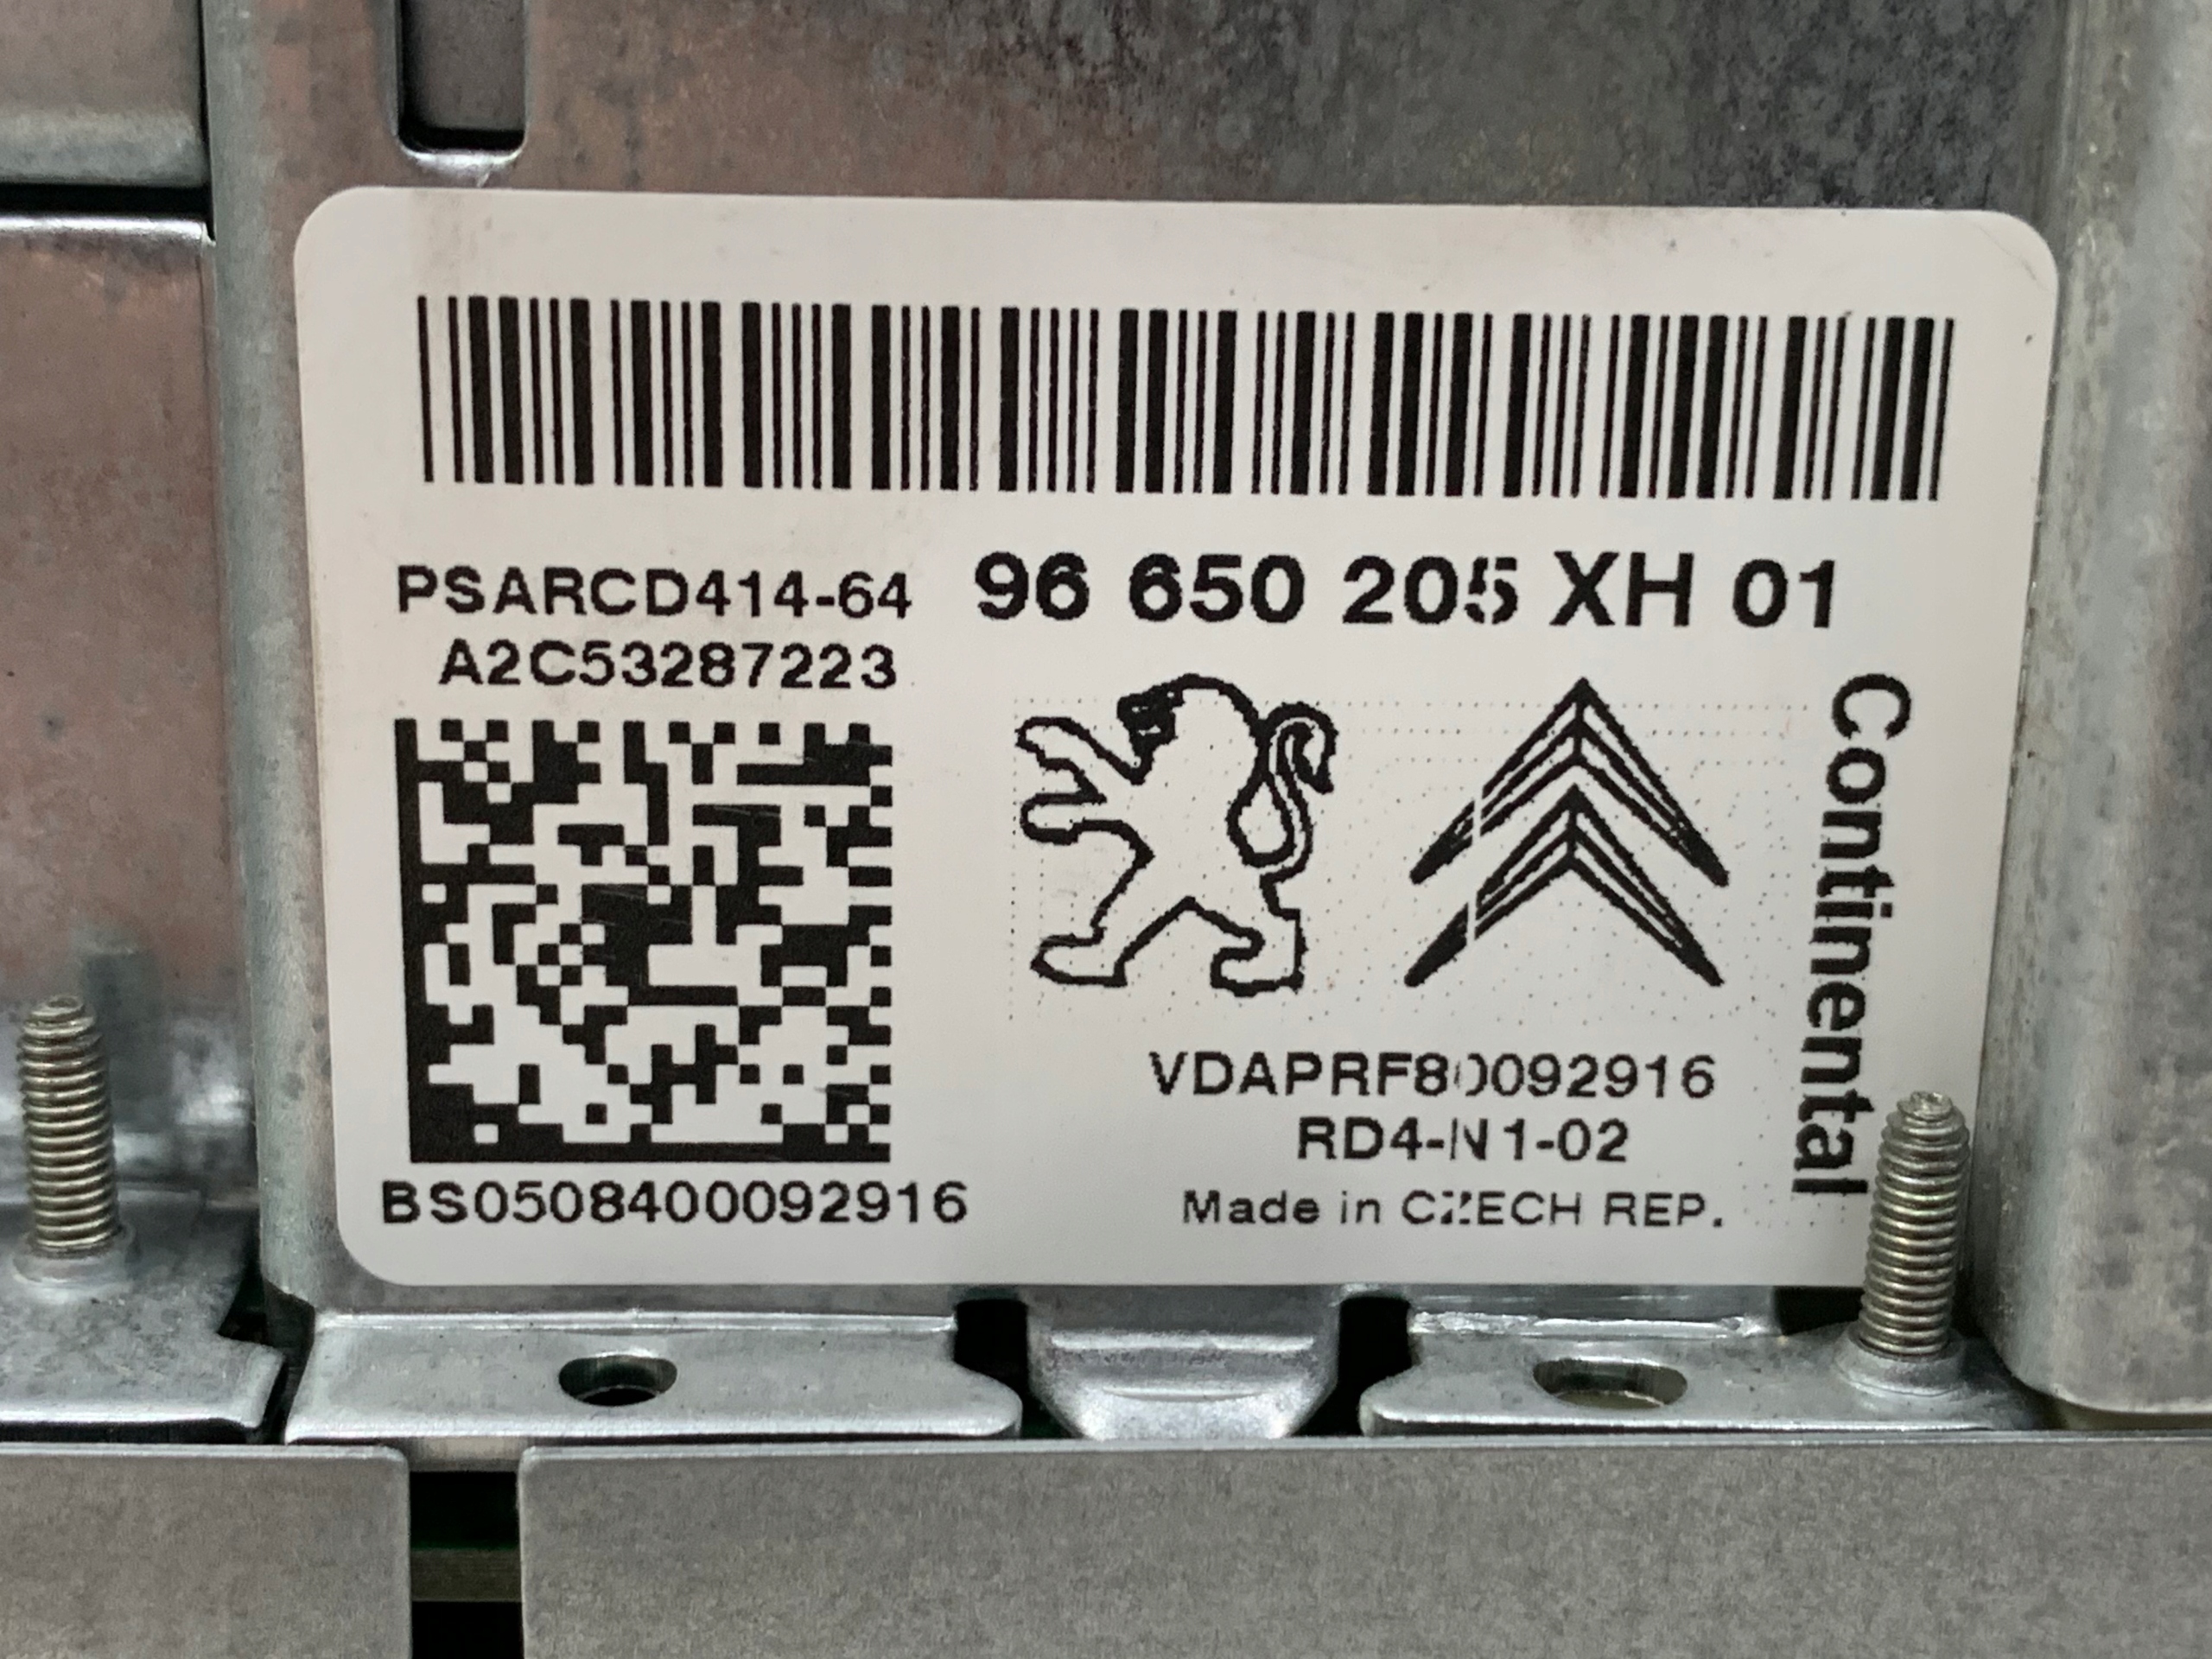 PSARCD414-64
96 650 205 XH 01
A2C53287223
Continental
VDAPRF80092916
RD4-N1-02
BS0508400092916
Made in CZECH REP.